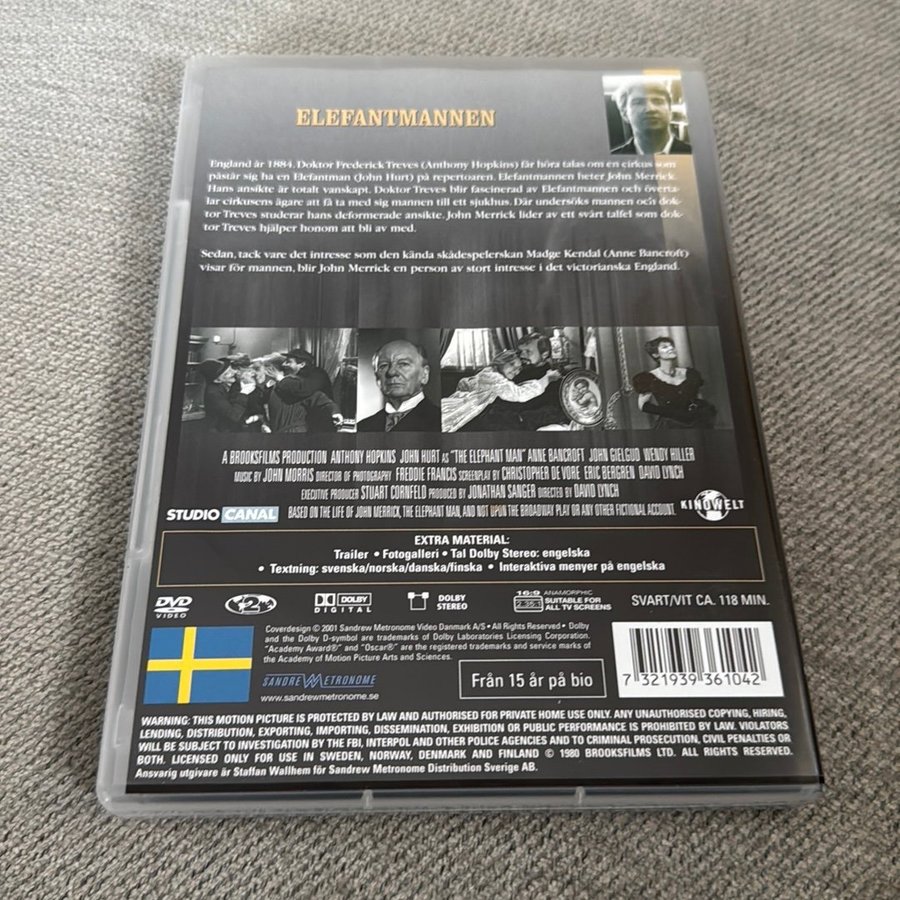 ELEFANTMANNEN
England år 1884. Doktor Frederick Treves (Anthony Hopkins) får höra talas om en cirkus som
påstår sig ha en Elefantman (John Hurt) på repertoaren. Elefantmannen heter John Merrick.
Hans ansikte är totalt vanskapt. Doktor Treves blir fascinerad av Elefantmannen och överta-
lar cirkusens ägare att få ta med sig mannen till ett sjukhus. Där undersöks mannen och dok-
tor Treves studerar hans deformerade ansikte. John Merrick lider av ett svårt talfel som dok-
tor Treves hjälper honom att bli av med.
Sedan, tack vare det intresse som den kända skådespelerskan Madge Kendal (Anne Bancroft)
visar för mannen, blir John Merrick en person av stort intresse i det victorianska England.
A BROOKSFILMS PRODUCTION ANTHONY HOPKINS JOHN HURT AS "THE ELEPHANT MAN" ANNE BANCROFT JOHN GIELGUD WENDY HILLER
MUSIC BY JOHN MORRIS DIRECTOR OF PHOTOGRAPHY FREDDIE FRANCIS SCREENPLAY BY CHRISTOPHER DE VORE ERIC BERGREN DAVID LYNCH
EXECUTIVE PRODUCER STUART CORNFELD PRODUCED BY JONATHAN SANGER DIRECTED BY DAVID LYNCH
STUDIO CANAL BASED ON THE LIFE OF JOHN MERRICK, THE ELEPHANT MAN, AND NOT UPON THE BROADWAY PLAY OR ANY OTHER FICTIONAL ACCOUNT. KINOWELT
EXTRA MATERIAL:
Trailer • Fotogalleri • Tal Dolby Stereo: engelska
• Textning: svenska/norska/danska/finska • Interaktiva menyer på engelska
DVD VIDEO 2 DOLBY DIGITAL DOLBY STEREO 16:9 ANAMORPHIC 2.35:1 SUITABLE FOR ALL TV SCREENS SVART/VIT CA. 118 MIN.
Coverdesign © 2001 Sandrew Metronome Video Danmark A/S • All Rights Reserved • Dolby
and the Dolby D-symbol are trademarks of Dolby Laboratories Licensing Corporation.
"Academy Award®" and "Oscar®" are the registered trademarks and service marks of
the Academy of Motion Picture Arts and Sciences.
SANDREW METRONOME
www.sandrewmetronome.se
Från 15 år på bio
7 321939 361042
WARNING: THIS MOTION PICTURE IS PROTECTED BY LAW AND AUTHORISED FOR PRIVATE HOME USE ONLY. ANY UNAUTHORISED COPYING, HIRING,
LENDING, DISTRIBUTION, EXPORTING, IMPORTING, DISSEMINATION, EXHIBITION OR PUBLIC PERFORMANCE IS PROHIBITED BY LAW. VIOLATORS
WILL BE SUBJECT TO INVESTIGATION BY THE FBI, INTERPOL AND OTHER POLICE AGENCIES AND TO CRIMINAL PROSECUTION, CIVIL PENALTIES OR
BOTH. LICENSED ONLY FOR USE IN SWEDEN, NORWAY, DENMARK AND FINLAND © 1980 BROOKSFILMS LTD. ALL RIGHTS RESERVED.
Ansvarig utgivare är Staffan Wallhem för Sandrew Metronome Distribution Sverige AB.